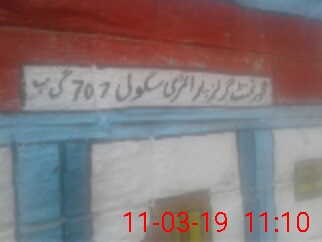 گورنمنٹ گرلز پرائمری سکول 707 گ ب
11-03-19 11:10